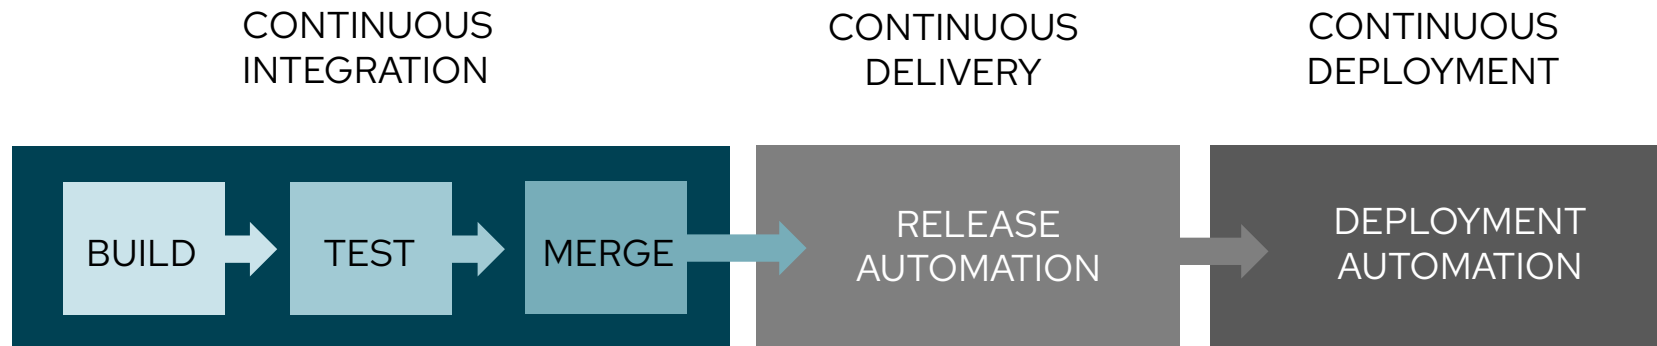 CONTINUOUS
INTEGRATION
CONTINUOUS
DELIVERY
CONTINUOUS
DEPLOYMENT
BUILD
TEST
MERGE
RELEASE
AUTOMATION
DEPLOYMENT
AUTOMATION